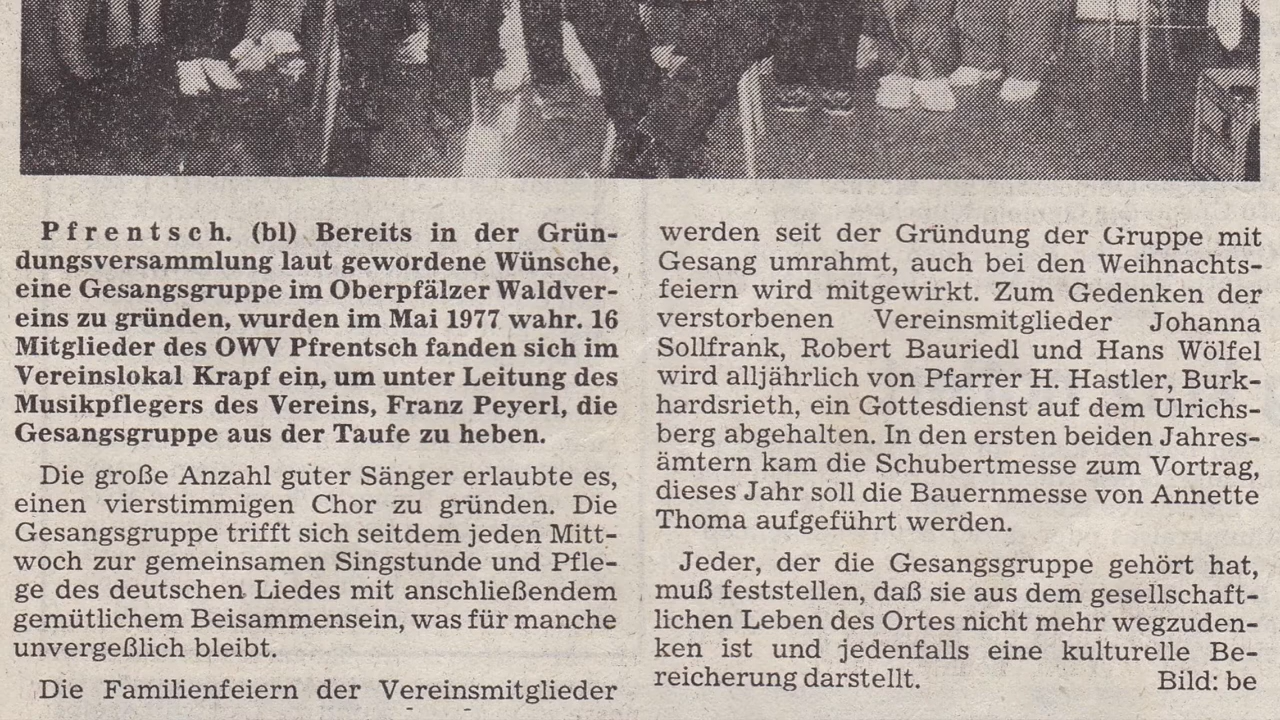 Pfrentsch. (bl) Bereits in der Grün-
dungsversammlung laut gewordene Wünsche,
eine Gesangsgruppe im Oberpfälzer Waldver-
eins zu gründen, wurden im Mai 1977 wahr. 16
Mitglieder des OWV Pfrentsch fanden sich im
Vereinslokal Krapf ein, um unter Leitung des
Musikpflegers des Vereins, Franz Peyerl, die
Gesangsgruppe aus der Taufe zu heben.
Die große Anzahl guter Sänger erlaubte es,
einen vierstimmigen Chor zu gründen. Die
Gesangsgruppe trifft sich seitdem jeden Mitt-
woch zur gemeinsamen Singstunde und Pfle-
ge des deutschen Liedes mit anschließendem
gemütlichem Beisammensein, was für manche
unvergeßlich bleibt.
Die Familienfeiern der Vereinsmitglieder
werden seit der Gründung der Gruppe mit
Gesang umrahmt, auch bei den Weihnachts-
feiern wird mitgewirkt. Zum Gedenken der
verstorbenen Vereinsmitglieder Johanna
Sollfrank, Robert Bauriedl und Hans Wölfel
wird alljährlich von Pfarrer H. Hastler, Burk-
hardsrieth, ein Gottesdienst auf dem Ulrichs-
berg abgehalten. In den ersten beiden Jahres-
ämtern kam die Schubertmesse zum Vortrag,
dieses Jahr soll die Bauernmesse von Annette
Thoma aufgeführt werden.
Jeder, der die Gesangsgruppe gehört hat,
muß feststellen, daß sie aus dem gesellschaft-
lichen Leben des Ortes nicht mehr wegzuden-
ken ist und jedenfalls eine kulturelle Be-
reicherung darstellt. Bild: be